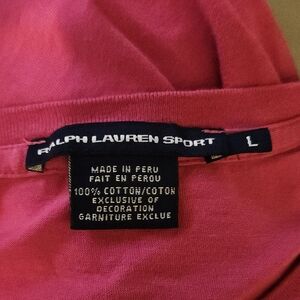 RALPH LAUREN SPORT L
MADE IN PERU
FAIT EN PEROU
100% COTTON/COTON
EXCLUSIVE OF
DECORATION
GARNITURE EXCLUE